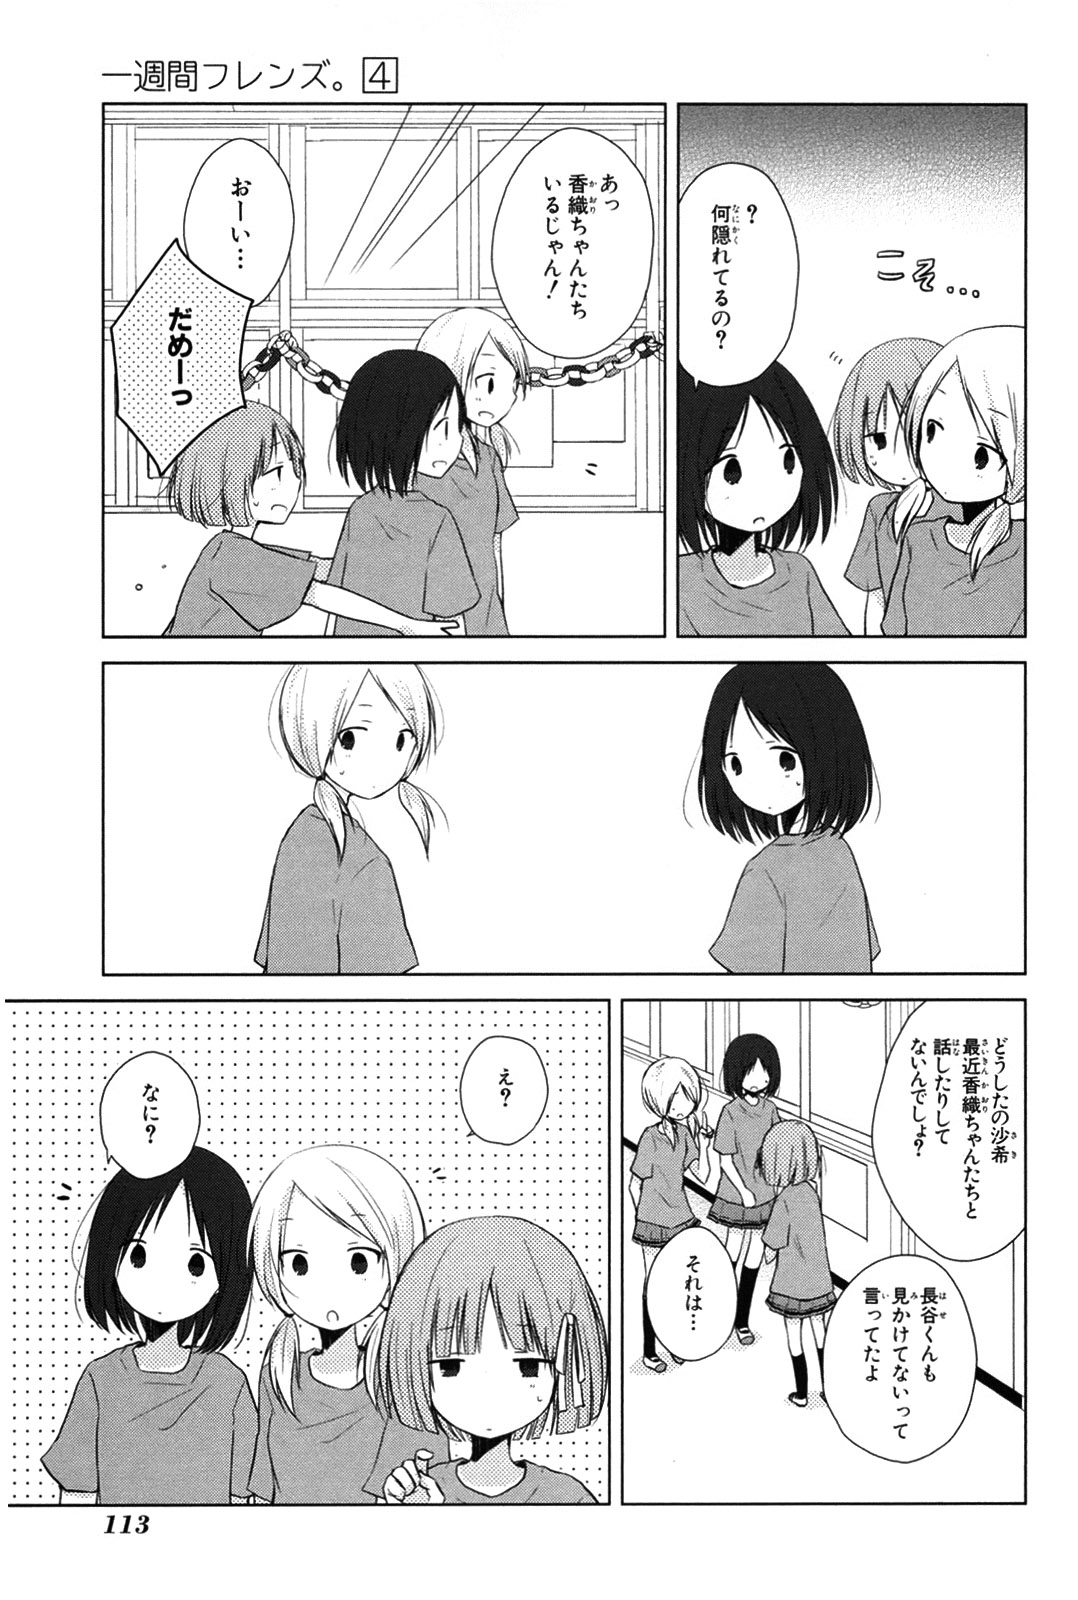 一週間フレンズ。4
?
何隠れてるの?
こそ…
あっ
香織ちゃんたち
いるじゃん!
おーい…
だめーっ
どうしたの沙希
最近香織ちゃんたちと
話したりして
ないんでしょ?
長谷くんも
見かけてないって
言ってたよ
それは…
え?
なに?
113